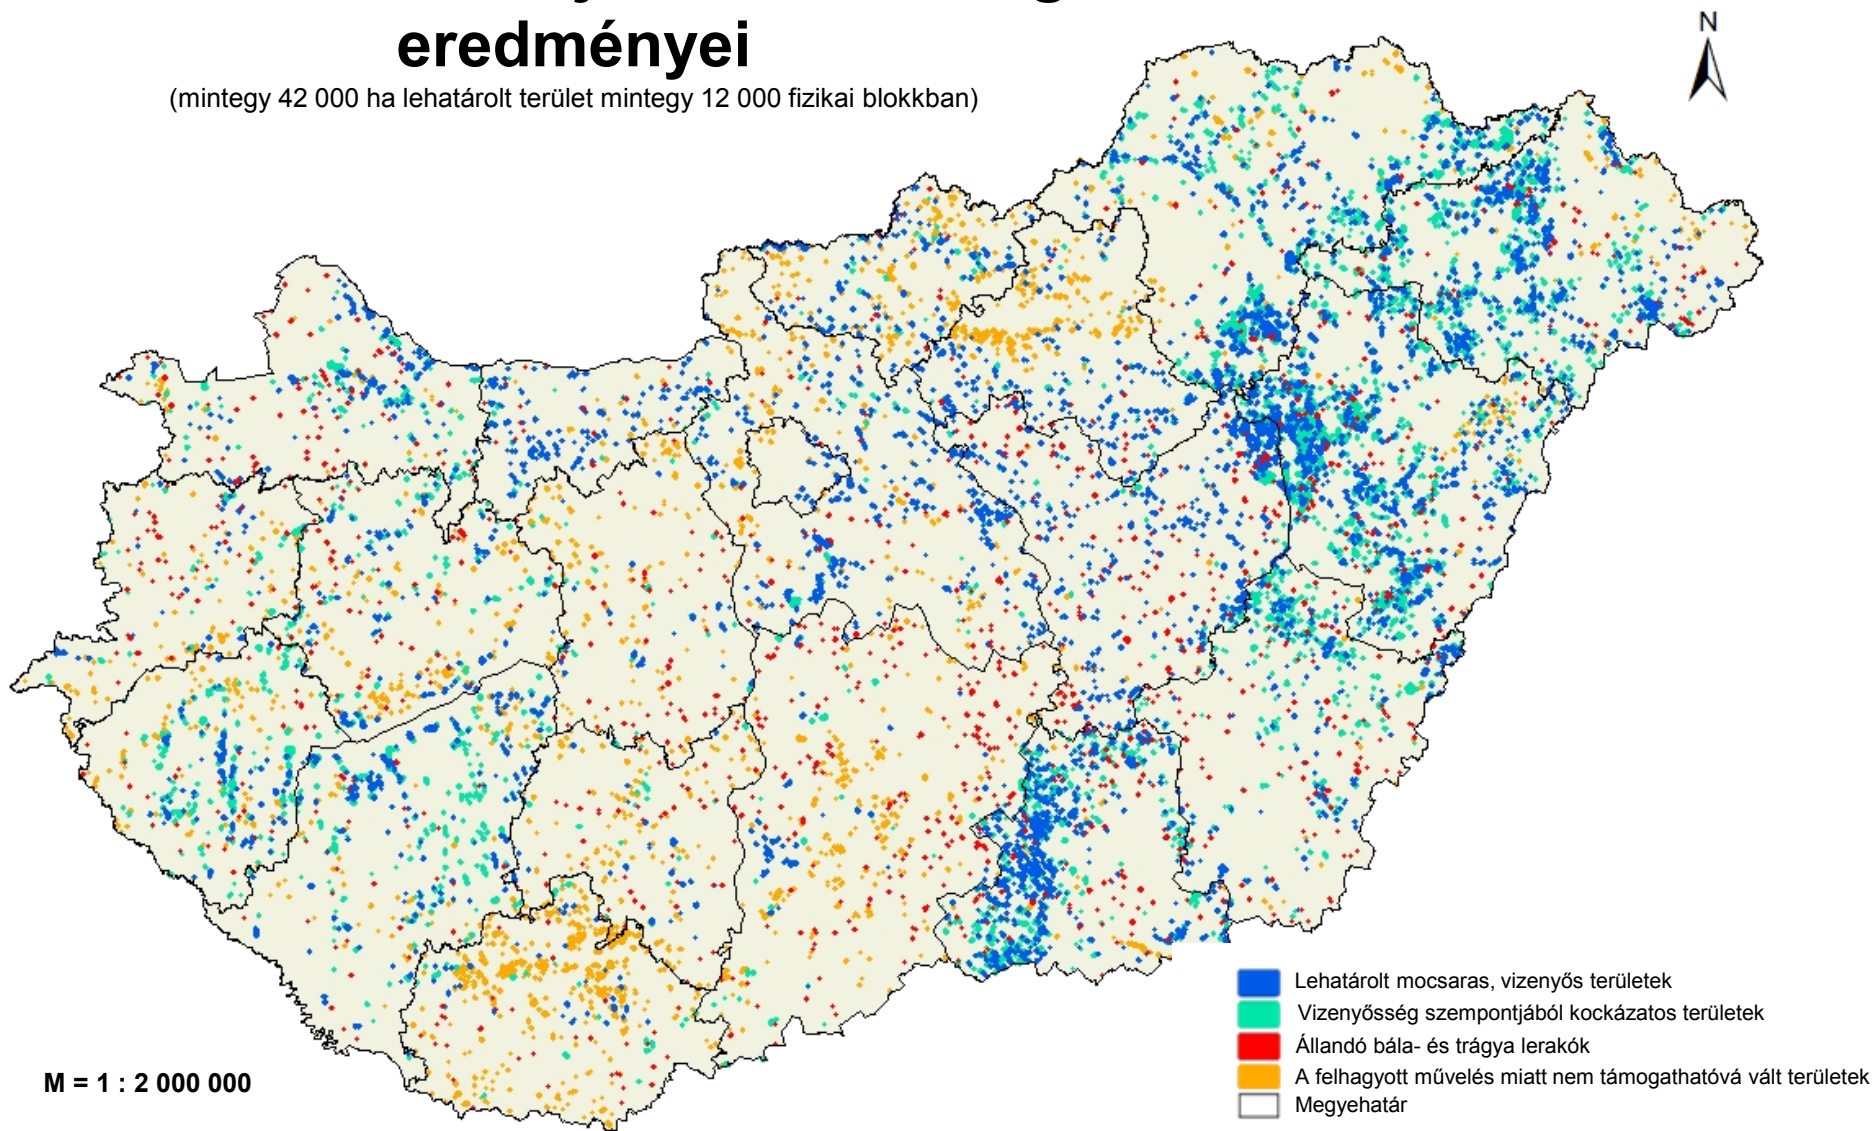 eredményei
(mintegy 42 000 ha lehatárolt terület mintegy 12 000 fizikai blokkban)
N
Lehatárolt mocsaras, vizenyős területek
Vizenyősség szempontjából kockázatos területek
Állandó bála- és trágya lerakók
A felhagyott művelés miatt nem támogathatóvá vált területek
Megyehatár
M = 1 : 2 000 000